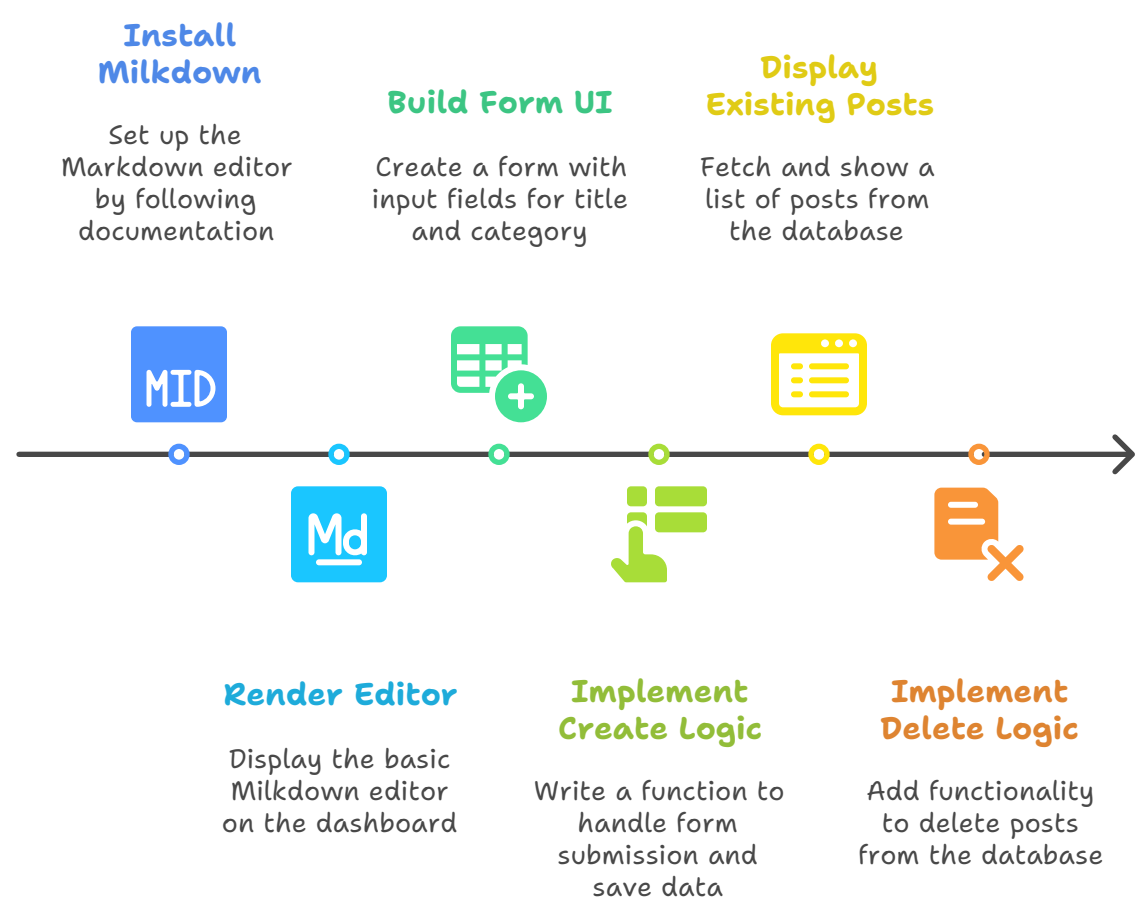 Install
Milkdown
Set up the
Markdown editor
by following
documentation
Build Form UI
Create a form with
input fields for title
and category
Display
Existing Posts
Fetch and show a
list of posts from
the database
MID
Md
Render Editor
Display the basic
Milkdown editor
on the dashboard
Implement
Create Logic
Write a function to
handle form
submission and
save data
Implement
Delete Logic
Add functionality
to delete posts
from the database